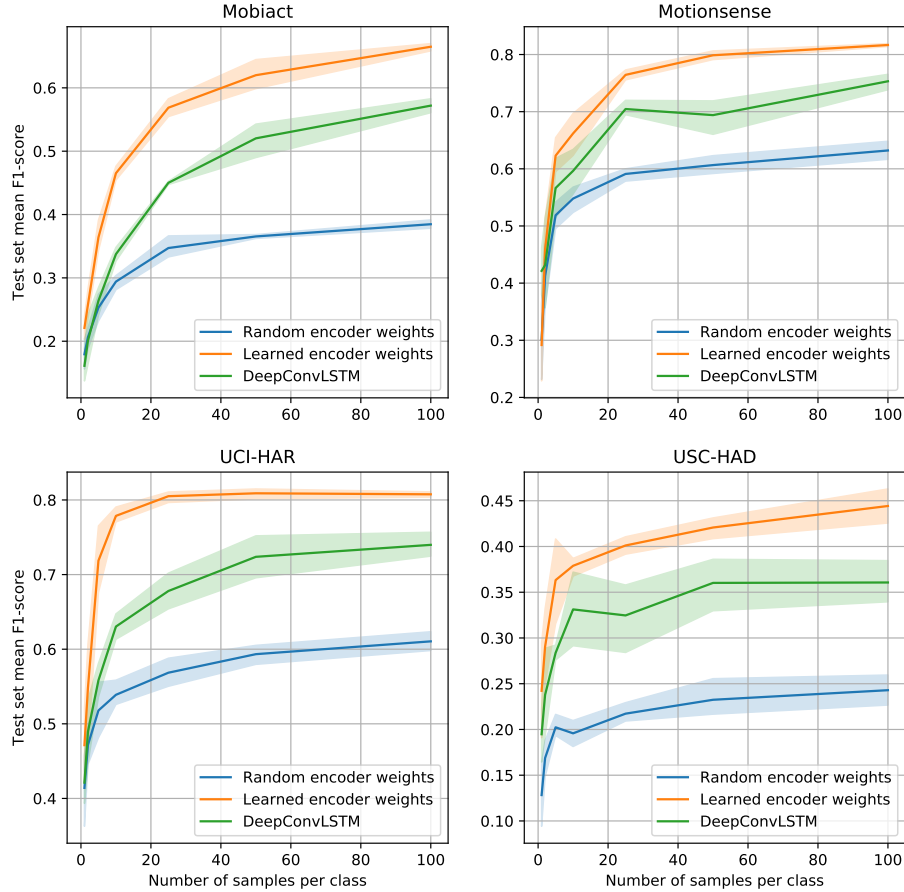 Mobiact
Test set mean F1-score
0.6
0.5
0.4
0.3
0.2
0
20
40
60
80
100
Random encoder weights
Learned encoder weights
DeepConvLSTM
Motionsense
0.8
0.7
0.6
0.5
0.4
0.3
0.2
0
20
40
60
80
100
Random encoder weights
Learned encoder weights
DeepConvLSTM
UCI-HAR
Test set mean F1-score
0.8
0.7
0.6
0.5
0.4
0
20
40
60
80
100
Number of samples per class
Random encoder weights
Learned encoder weights
DeepConvLSTM
USC-HAD
0.45
0.40
0.35
0.30
0.25
0.20
0.15
0.10
0
20
40
60
80
100
Number of samples per class
Random encoder weights
Learned encoder weights
DeepConvLSTM